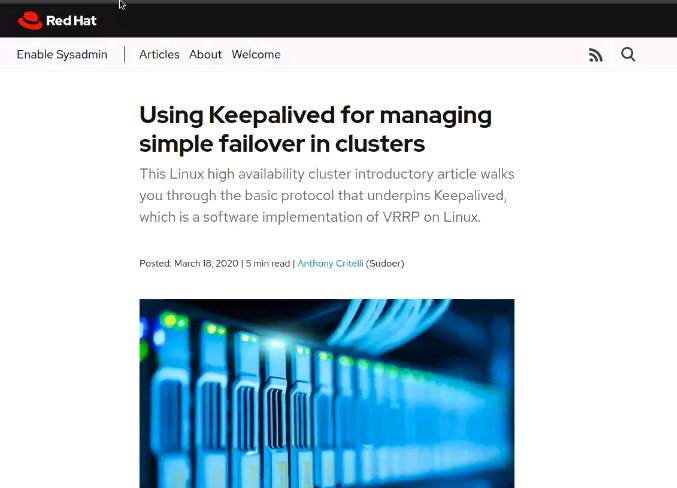 Red Hat
Enable Sysadmin
Articles About Welcome
Using Keepalived for managing
simple failover in clusters
This Linux high availability cluster introductory article walks
you through the basic protocol that underpins Keepalived,
which is a software implementation of VRRP on Linux.
Posted: March 18, 2020 | 5 min read | Anthony Critelli (Sudoer)